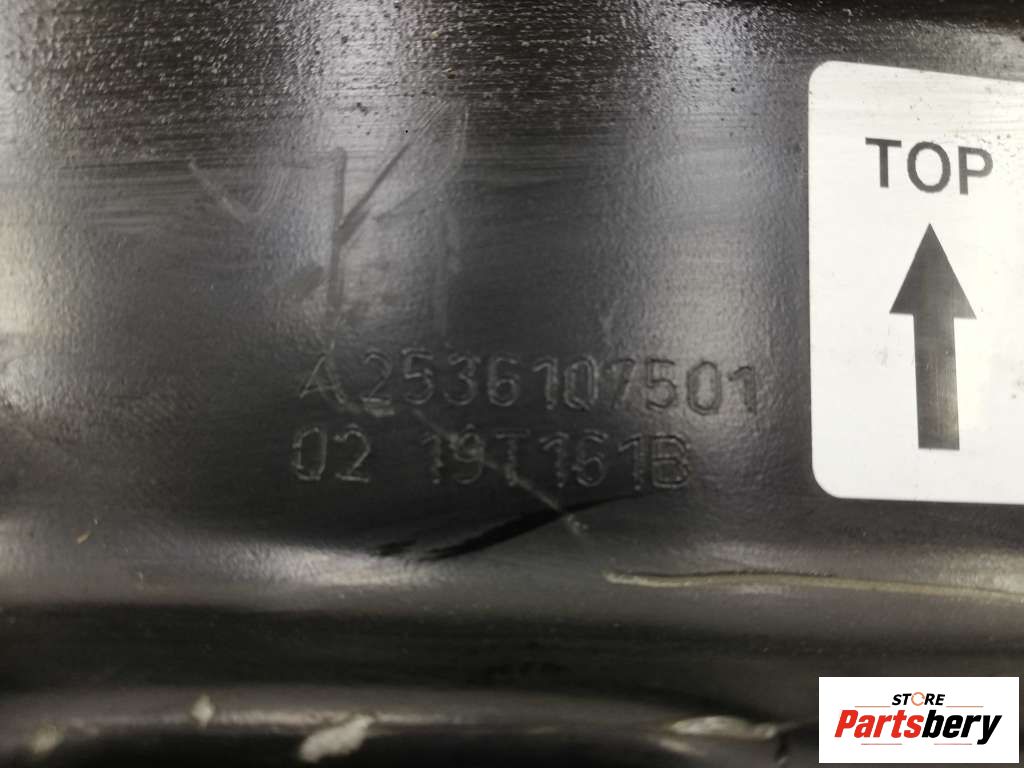 TOP
A2536107501
02 19T161B
STORE
Partsbery